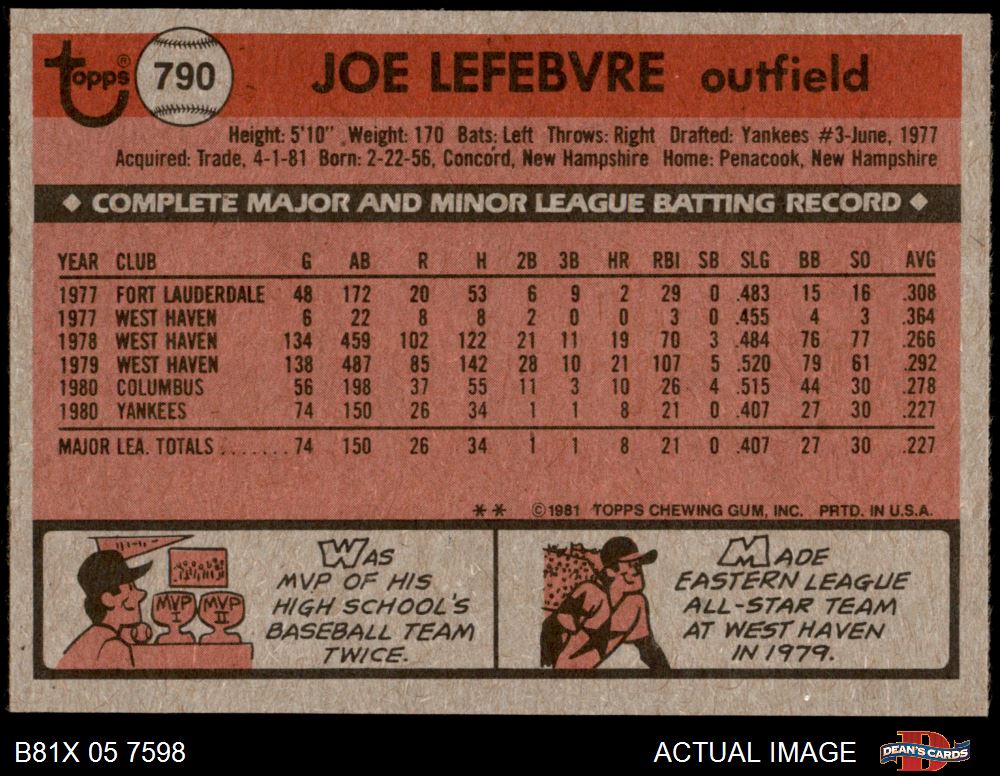 topps® 790 JOE LEFEBVRE outfield
Height: 5'10" Weight: 170 Bats: Left Throws: Right Drafted: Yankees #3-June, 1977
Acquired: Trade, 4-1-81 Born: 2-22-56, Concord, New Hampshire Home: Penacook, New Hampshire
◆ COMPLETE MAJOR AND MINOR LEAGUE BATTING RECORD ◆
YEAR CLUB G AB R H 2B 3B HR RBI SB SLG BB SO AVG
1977 FORT LAUDERDALE 48 172 20 53 6 9 2 29 0 .483 15 16 .308
1977 WEST HAVEN 6 22 8 8 2 0 0 3 0 .455 4 3 .364
1978 WEST HAVEN 134 459 102 122 21 11 19 70 3 .484 76 77 .266
1979 WEST HAVEN 138 487 85 142 28 10 21 107 5 .520 79 61 .292
1980 COLUMBUS 56 198 37 55 11 3 10 26 4 .515 44 30 .278
1980 YANKEES 74 150 26 34 1 1 8 21 0 .407 27 30 .227
MAJOR LEA. TOTALS ....... 74 150 26 34 1 1 8 21 0 .407 27 30 .227
** ©1981 TOPPS CHEWING GUM, INC. PRTD. IN U.S.A.
MVP I MVP II
WAS
MVP OF HIS
HIGH SCHOOL'S
BASEBALL TEAM
TWICE.
MADE
EASTERN LEAGUE
ALL-STAR TEAM
AT WEST HAVEN
IN 1979.
B81X 05 7598 ACTUAL IMAGE DEAN'S CARDS